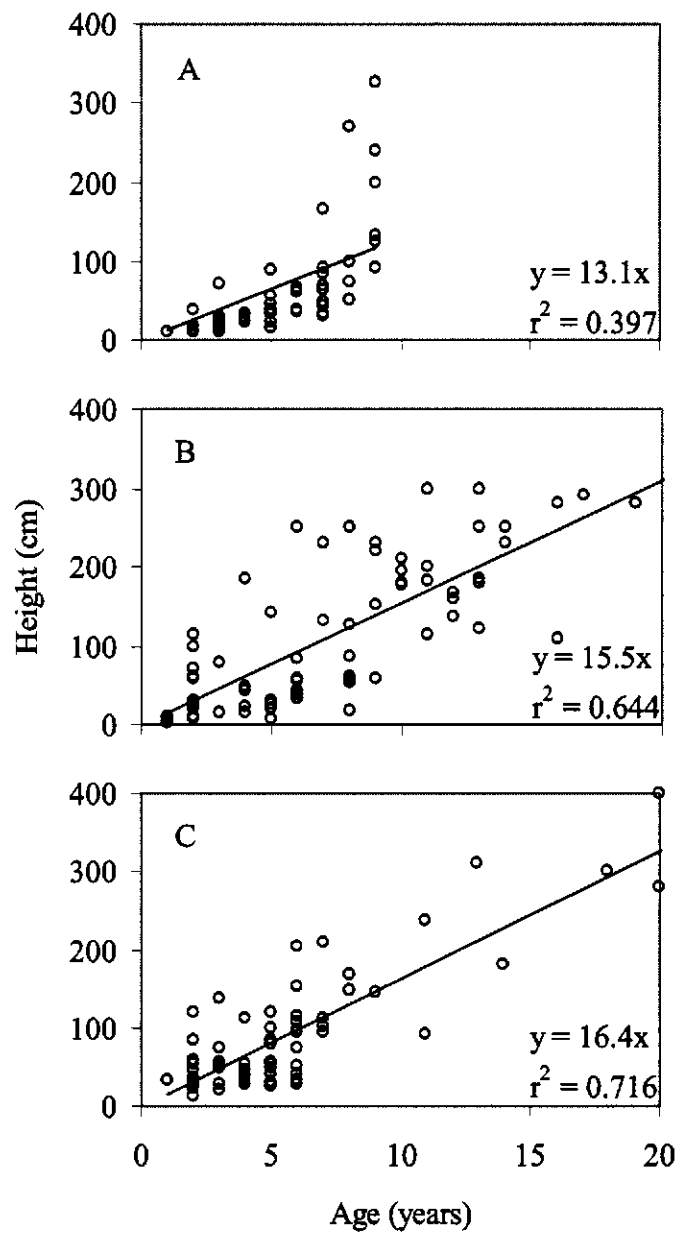 400
A
300
200
100
y = 13.1x
r² = 0.397
0
400
B
300
200
100
y = 15.5x
r² = 0.644
0
Height (cm)
400
C
300
200
100
y = 16.4x
r² = 0.716
0
0 5 10 15 20
Age (years)